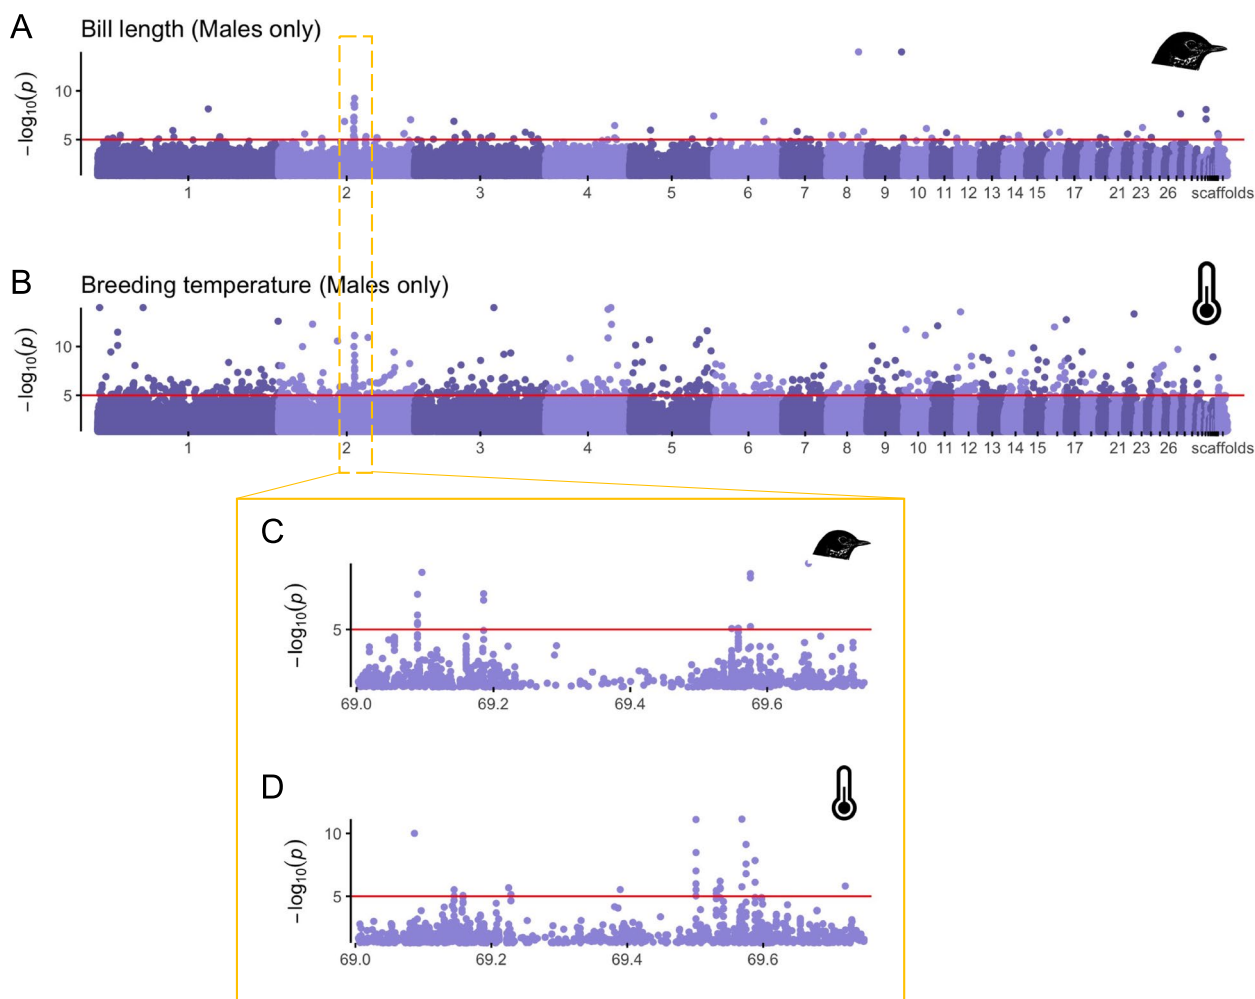 A
Bill length (Males only)
−log10(p)
10
5
1 2 3 4 5 6 7 8 9 10 11 12 13 14 15 17 21 23 26 scaffolds
B
Breeding temperature (Males only)
−log10(p)
10
5
1 2 3 4 5 6 7 8 9 10 11 12 13 14 15 17 21 23 26 scaffolds
C
−log10(p)
5
69.0 69.2 69.4 69.6
D
−log10(p)
10
5
69.0 69.2 69.4 69.6